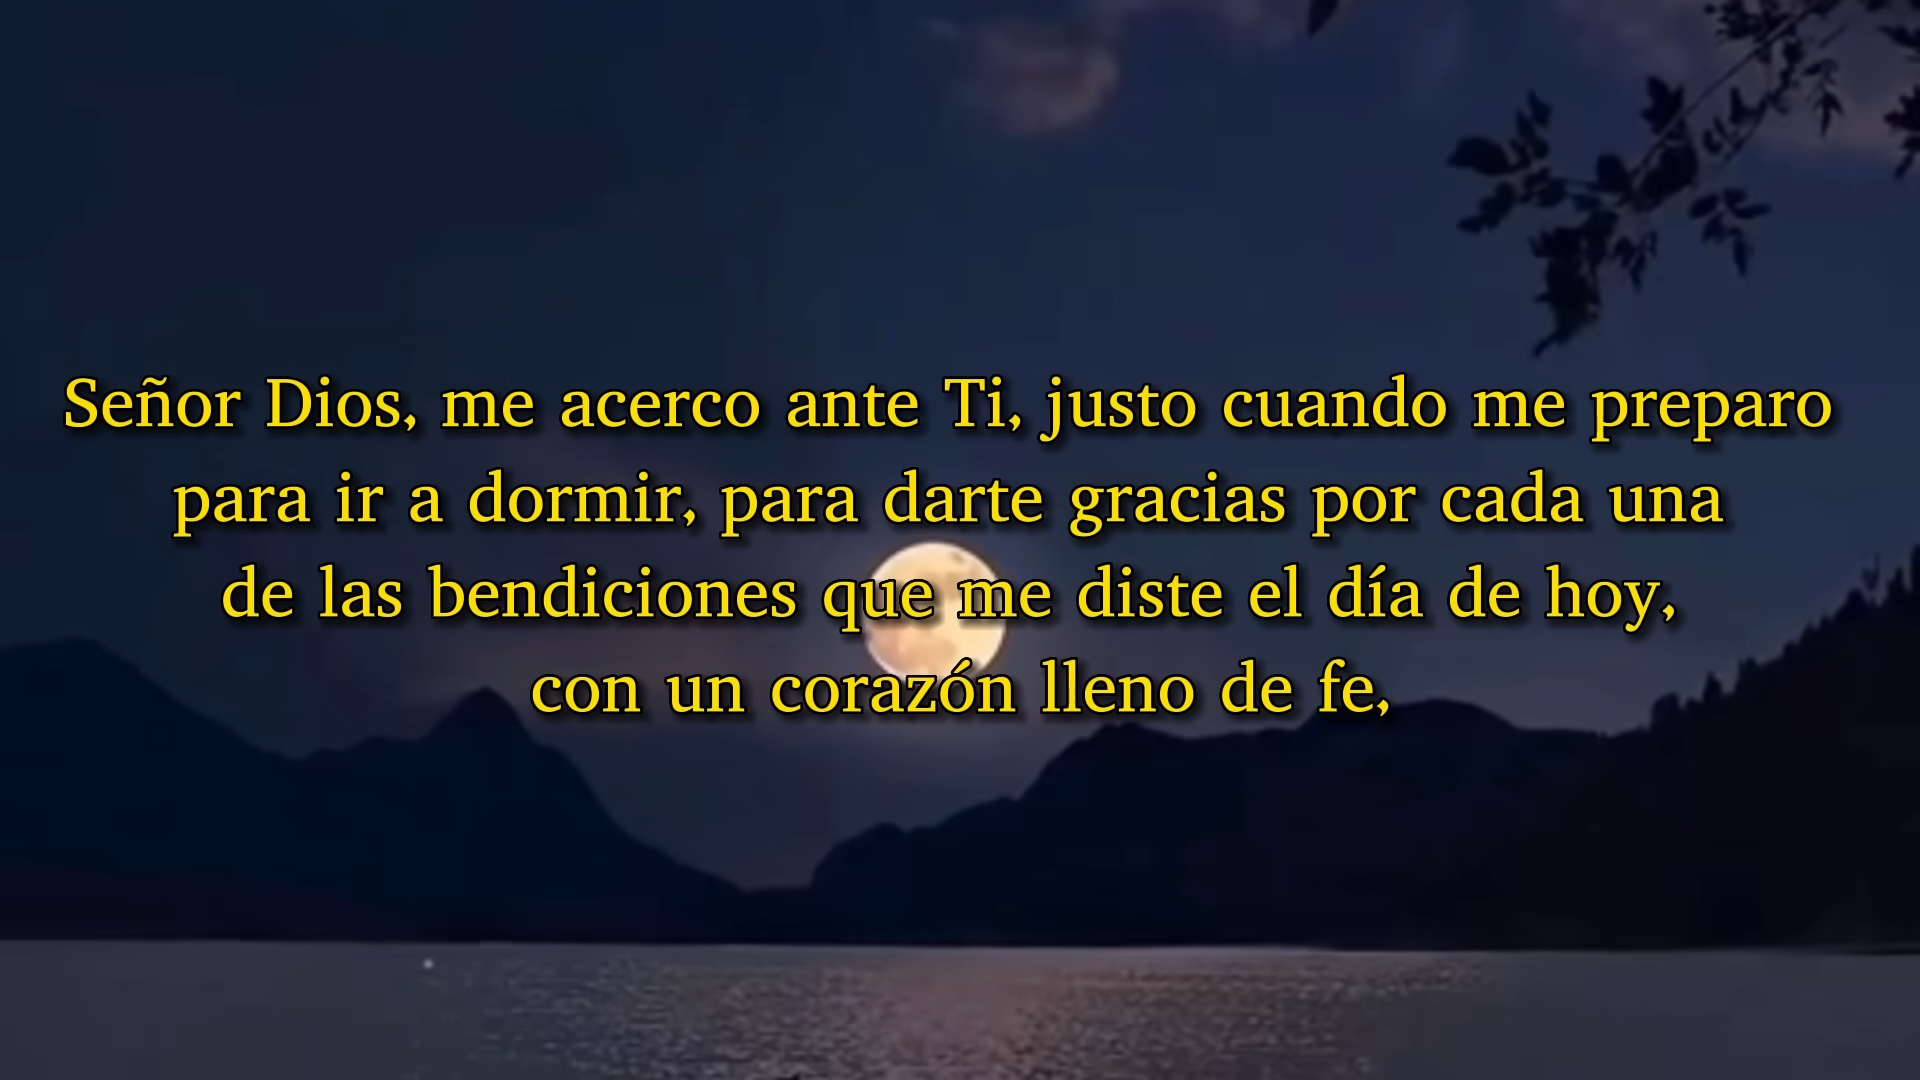 Señor Dios, me acerco ante Ti, justo cuando me preparo
para ir a dormir, para darte gracias por cada una
de las bendiciones que me diste el día de hoy,
con un corazón lleno de fe,